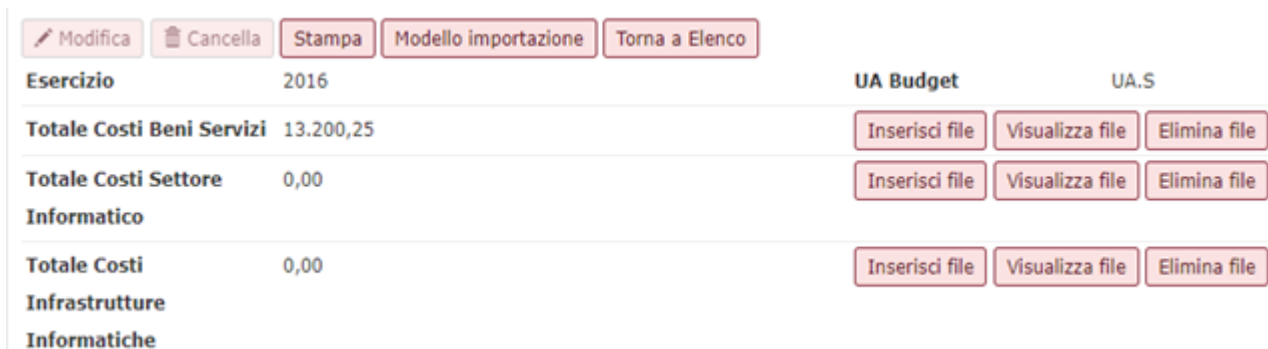 Modifica Cancella Stampa Modello importazione Torna a Elenco
Esercizio 2016 UA Budget UA.S
Totale Costi Beni Servizi 13.200,25 Inserisci file Visualizza file Elimina file
Totale Costi Settore 0,00 Inserisci file Visualizza file Elimina file
Informatico
Totale Costi 0,00 Inserisci file Visualizza file Elimina file
Infrastrutture
Informatiche